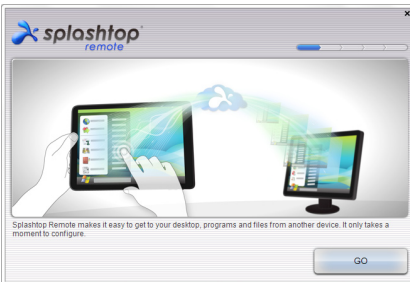 splashtop
remote
Splashtop Remote makes it easy to get to your desktop, programs and files from another device. It only takes a
moment to configure.
GO